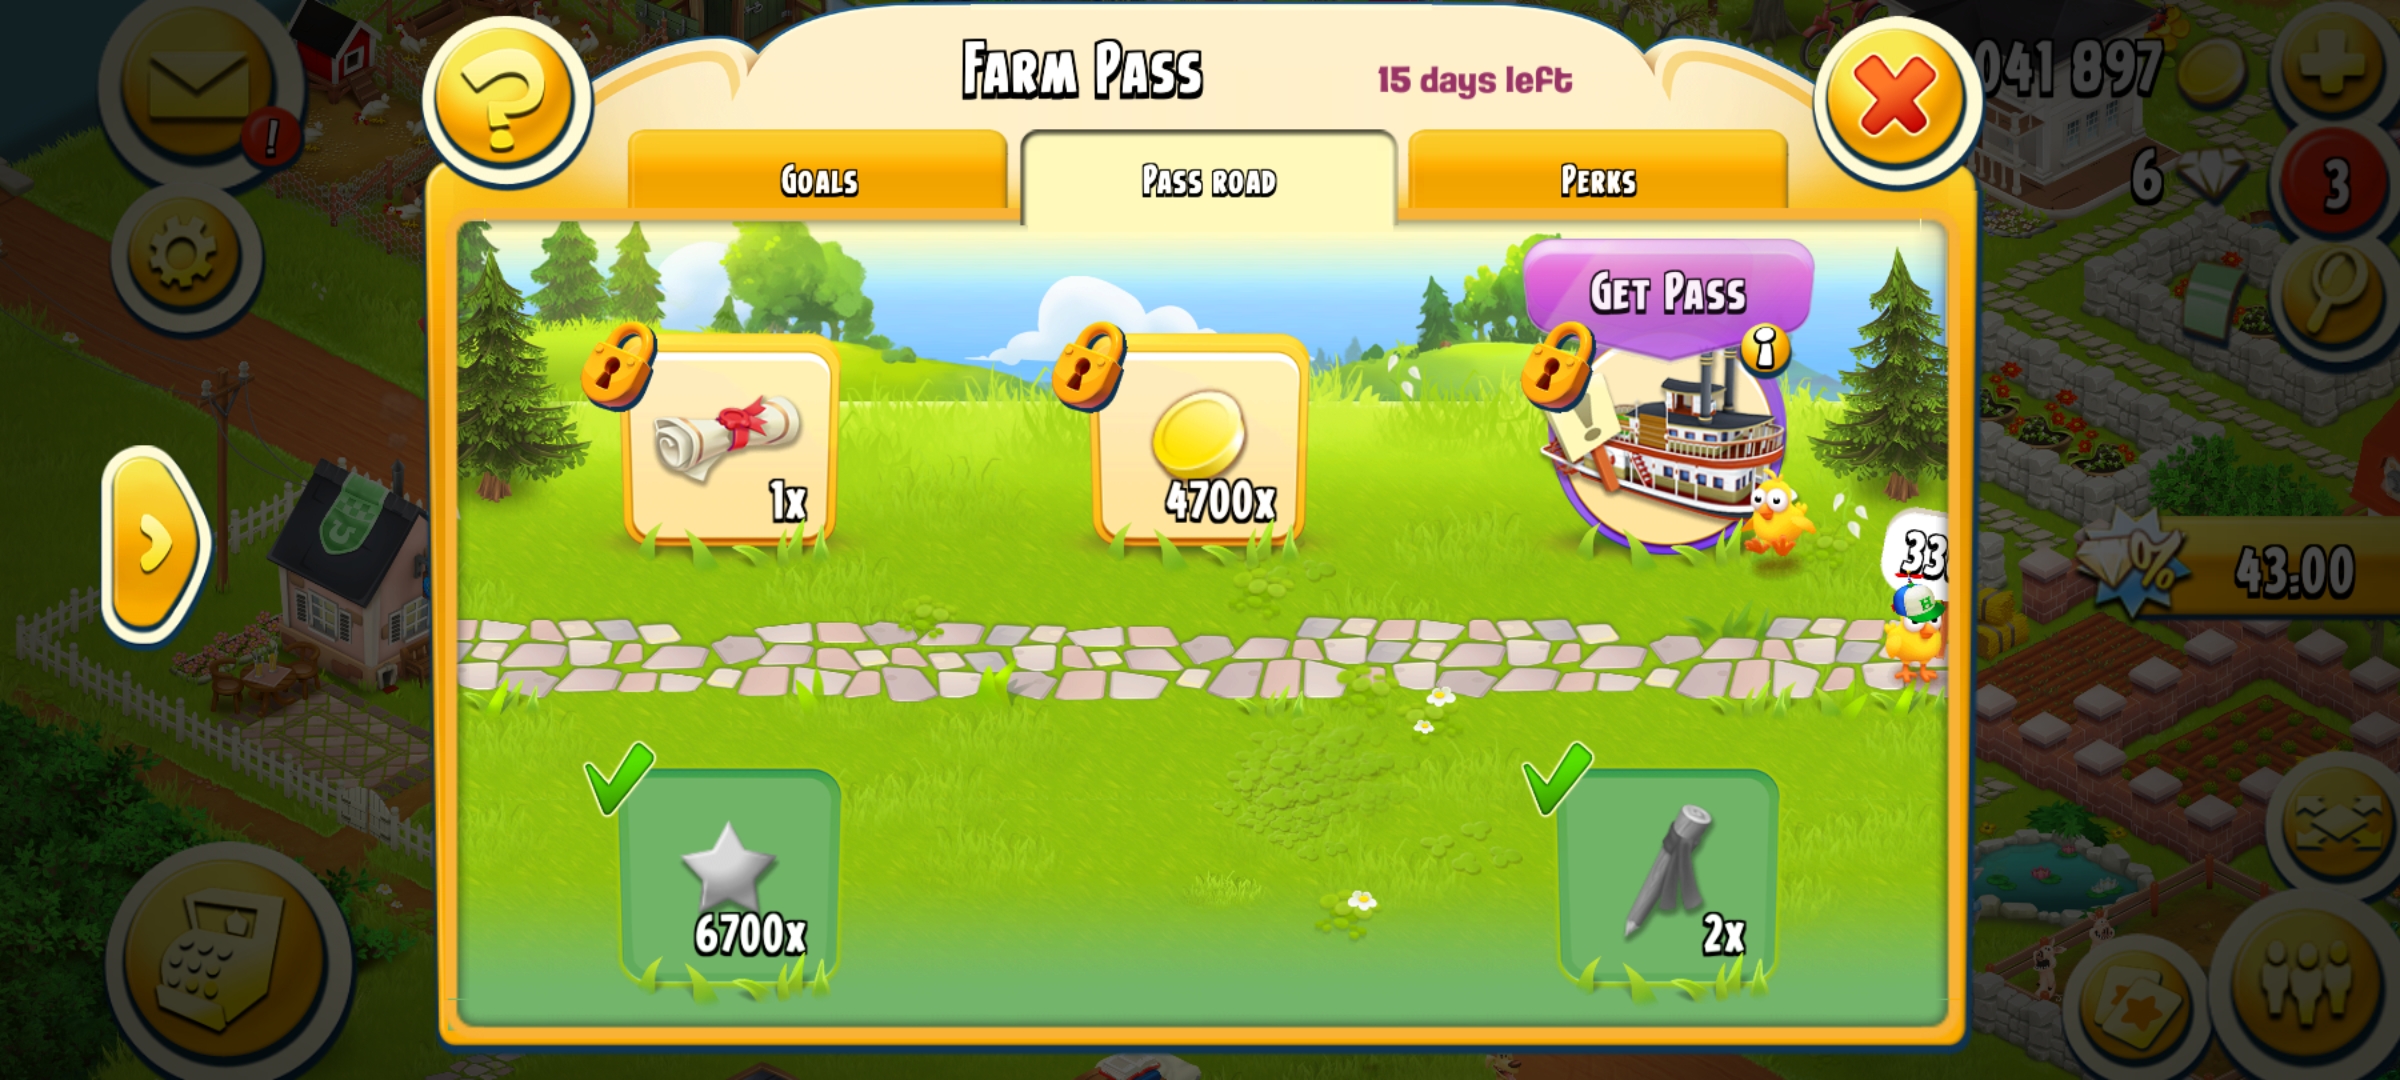 FARM PASS
15 days left
041 897
6
3
GOALS
PASS ROAD
PERKS
GET PASS
1x
4700x
%
43:00
6700x
2x